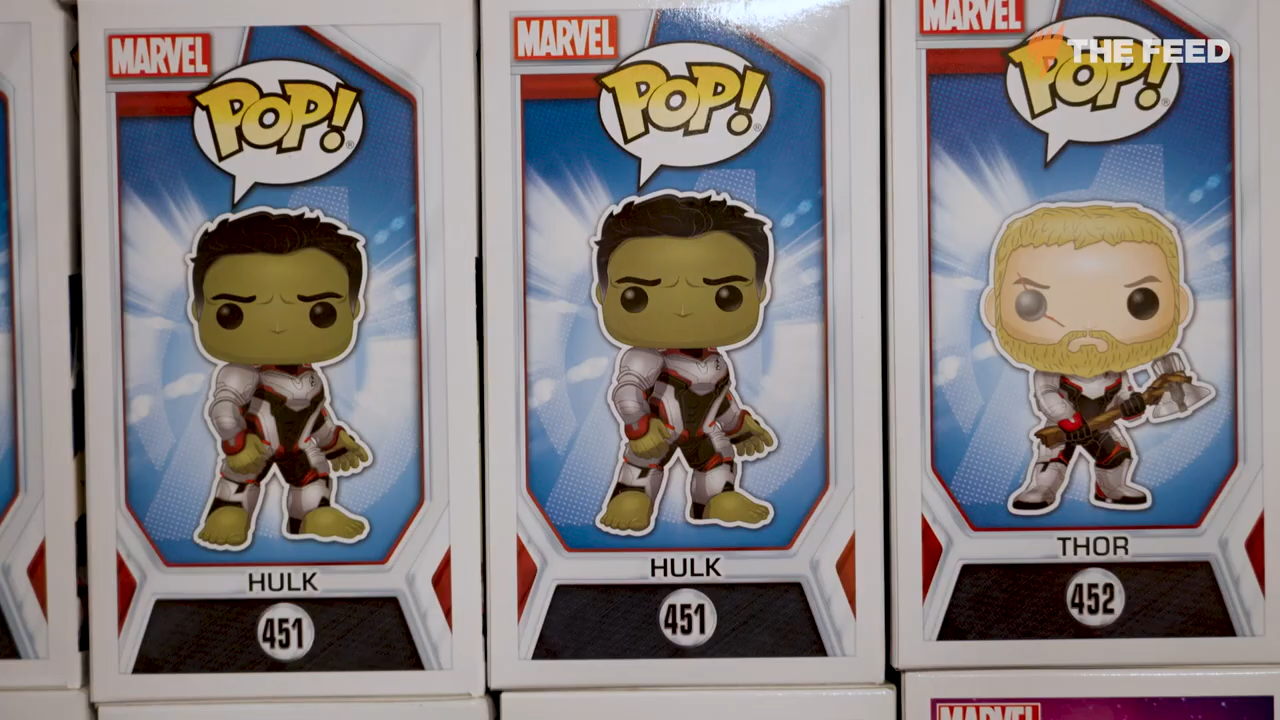 MARVEL
POP!
HULK
451
MARVEL
POP!®
HULK
451
MARVEL
POP!®
THOR
452
THE FEED
MARVEL